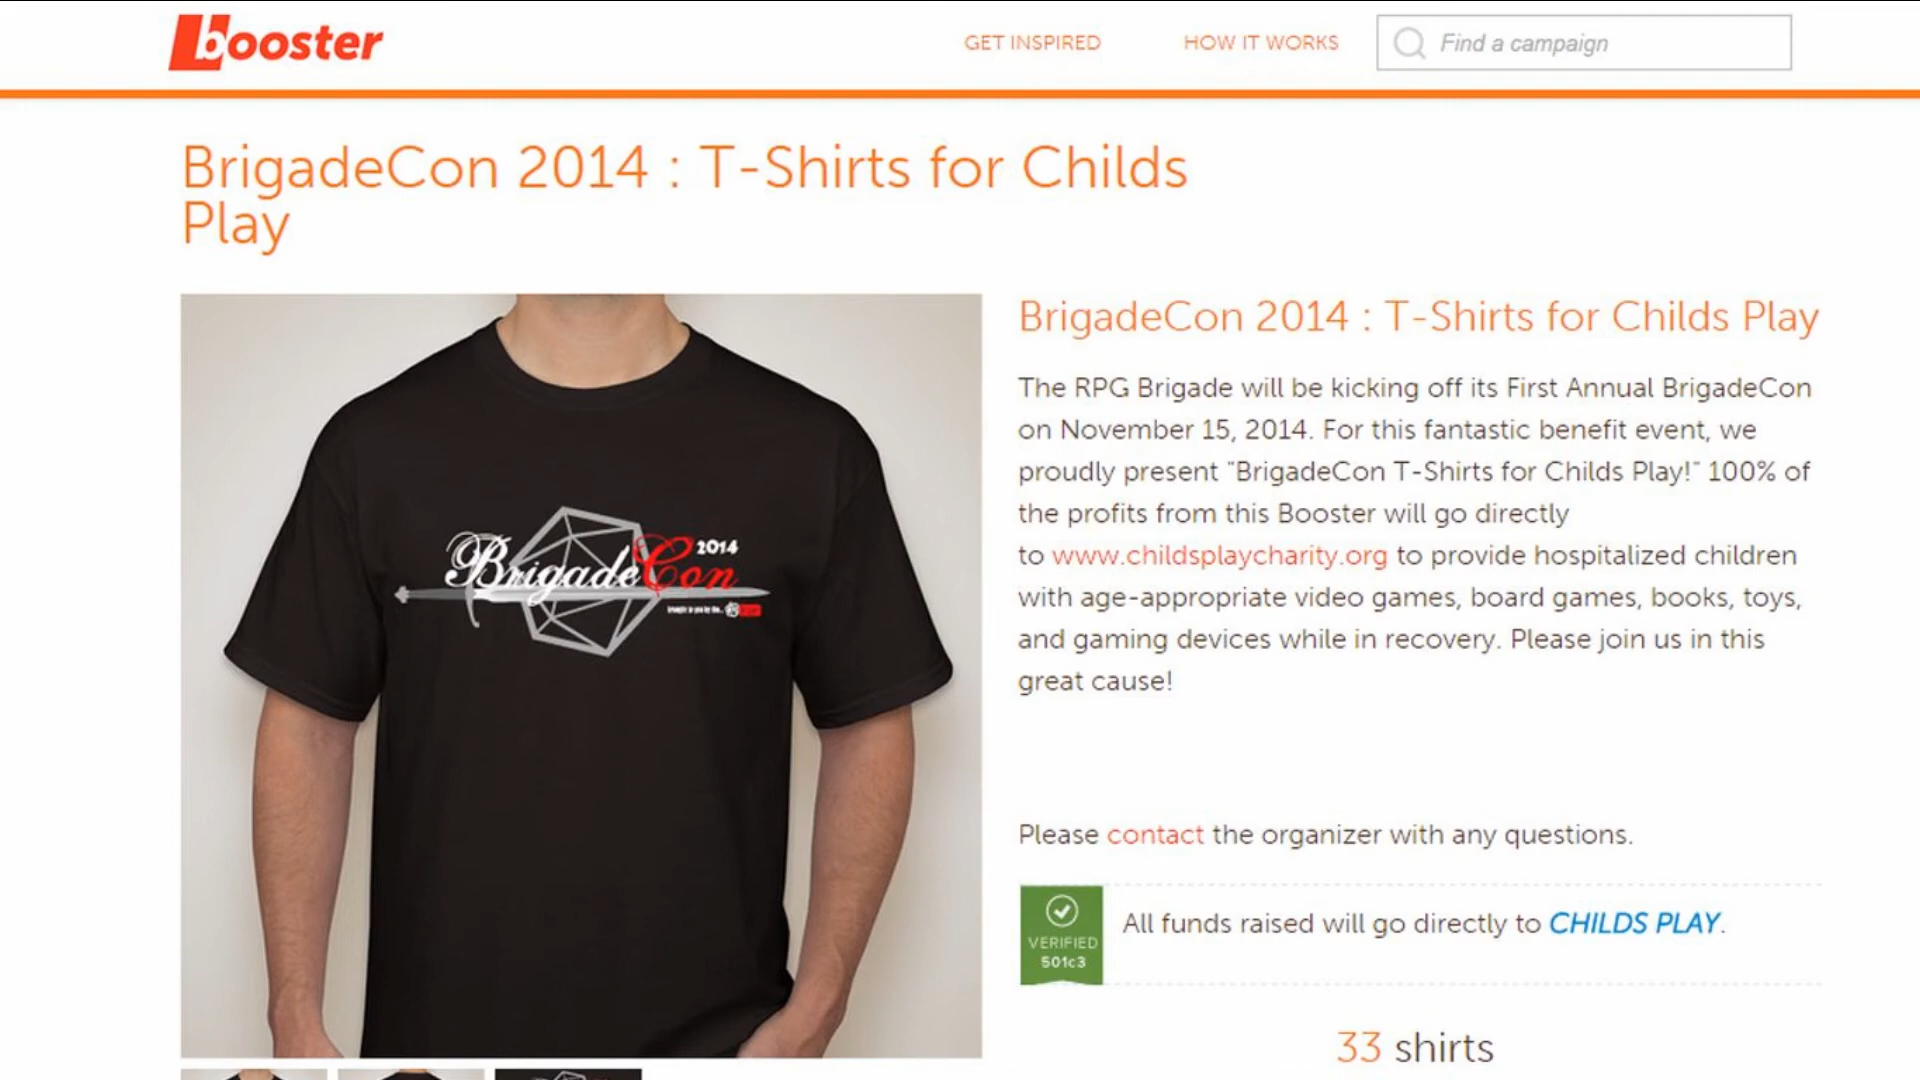 booster
GET INSPIRED
HOW IT WORKS
Find a campaign
BrigadeCon 2014 : T-Shirts for Childs
Play
BrigadeCon 2014
BrigadeCon 2014 : T-Shirts for Childs Play
The RPG Brigade will be kicking off its First Annual BrigadeCon
on November 15, 2014. For this fantastic benefit event, we
proudly present "BrigadeCon T-Shirts for Childs Play!" 100% of
the profits from this Booster will go directly
to www.childsplaycharity.org to provide hospitalized children
with age-appropriate video games, board games, books, toys,
and gaming devices while in recovery. Please join us in this
great cause!
Please contact the organizer with any questions.
VERIFIED
501c3
All funds raised will go directly to CHILDS PLAY.
33 shirts